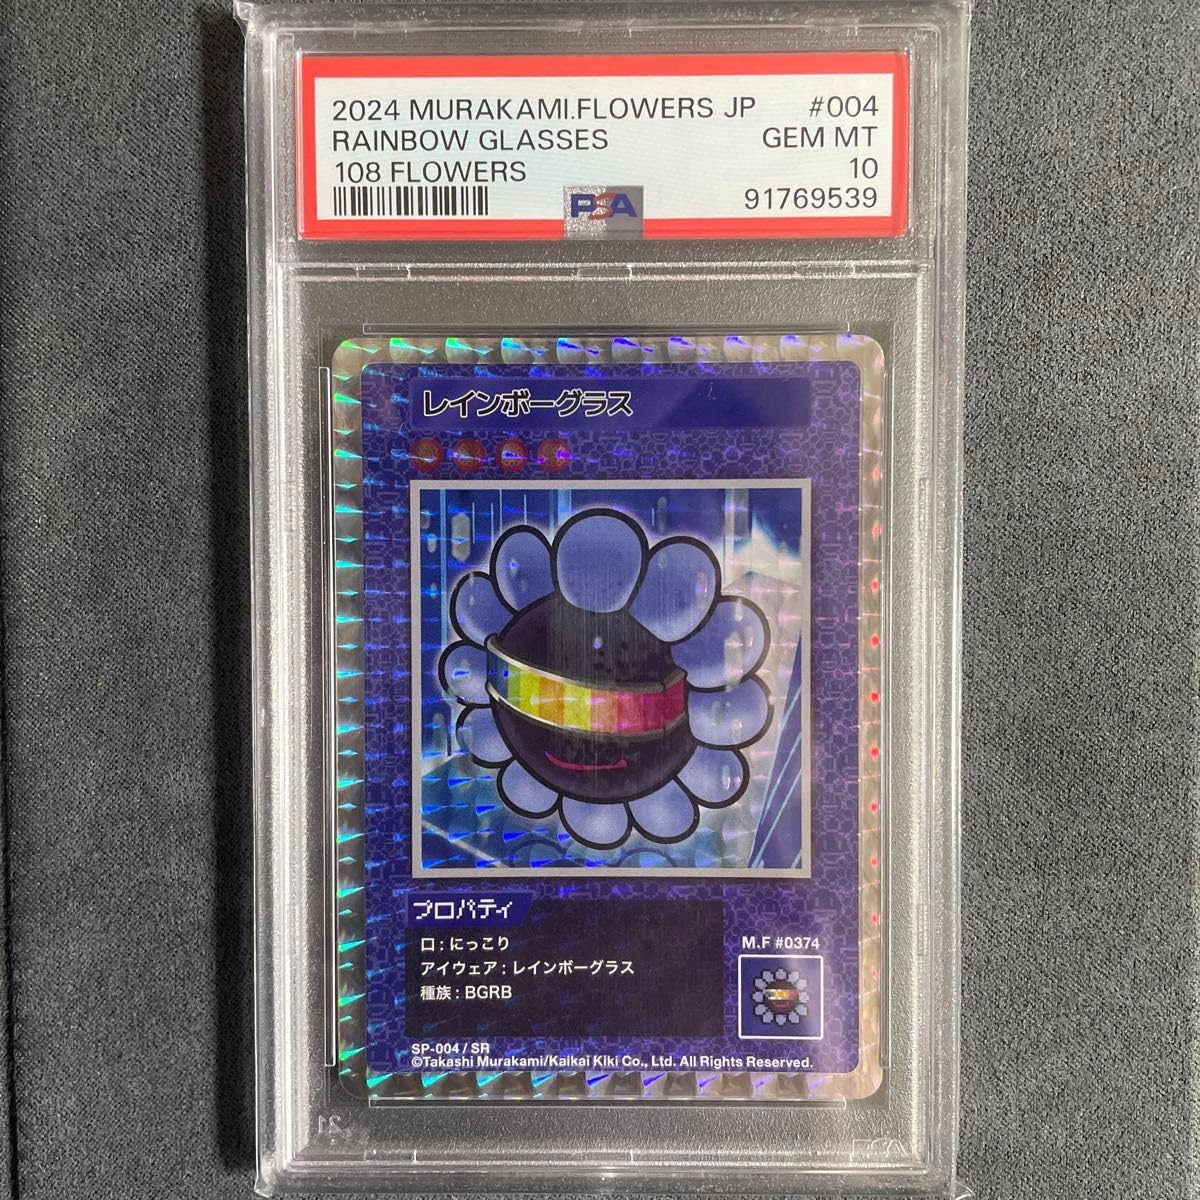 2024 MURAKAMI.FLOWERS JP #004
RAINBOW GLASSES GEM MT
108 FLOWERS 10
PSA 91769539
レインボーグラス
プロパティ
口 : にっこり
アイウェア : レインボーグラス
種族 : BGRB
M.F #0374
SP-004 / SR
©Takashi Murakami/Kaikai Kiki Co., Ltd. All Rights Reserved.
PSA